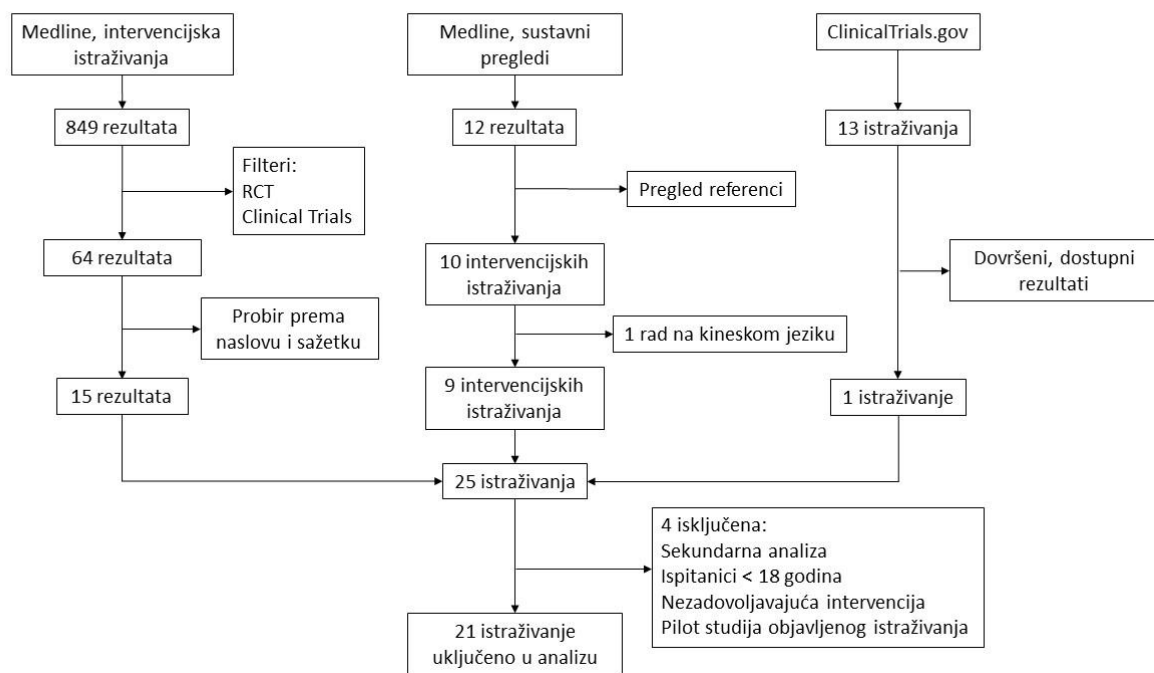 Medline, intervencijska
istraživanja
Medline, sustavni
pregledi
ClinicalTrials.gov
849 rezultata
12 rezultata
13 istraživanja
Filteri:
RCT
Clinical Trials
Pregled referenci
64 rezultata
10 intervencijskih
istraživanja
Dovršeni, dostupni
rezultati
Probir prema
naslovu i sažetku
1 rad na kineskom jeziku
15 rezultata
9 intervencijskih
istraživanja
1 istraživanje
25 istraživanja
4 isključena:
Sekundarna analiza
Ispitanici < 18 godina
Nezadovoljavajuća intervencija
Pilot studija objavljenog istraživanja
21 istraživanje
uključeno u analizu